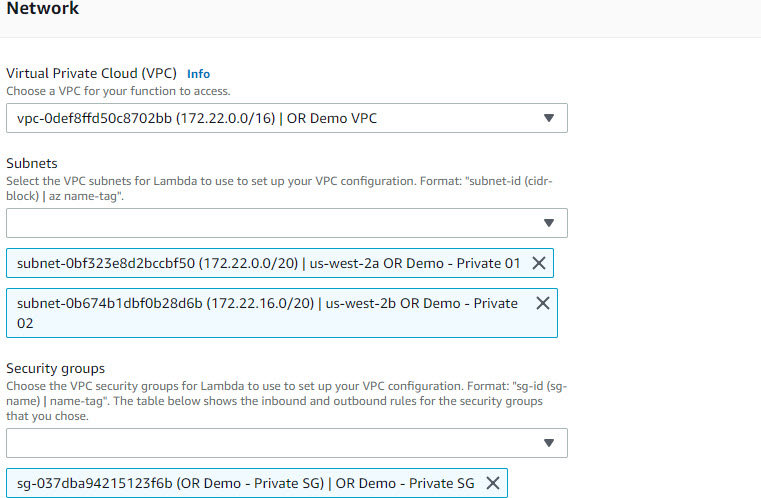 Network
Virtual Private Cloud (VPC) Info
Choose a VPC for your function to access.
vpc-0def8ffd50c8702bb (172.22.0.0/16) | OR Demo VPC
Subnets
Select the VPC subnets for Lambda to use to set up your VPC configuration. Format: "subnet-id (cidr-
block) | az name-tag".
subnet-0bf323e8d2bccbf50 (172.22.0.0/20) | us-west-2a OR Demo - Private 01
subnet-0b674b1dbf0b28d6b (172.22.16.0/20) | us-west-2b OR Demo - Private
02
Security groups
Choose the VPC security groups for Lambda to use to set up your VPC configuration. Format: "sg-id (sg-
name) | name-tag". The table below shows the inbound and outbound rules for the security groups
that you chose.
sg-037dba94215123f6b (OR Demo - Private SG) | OR Demo - Private SG